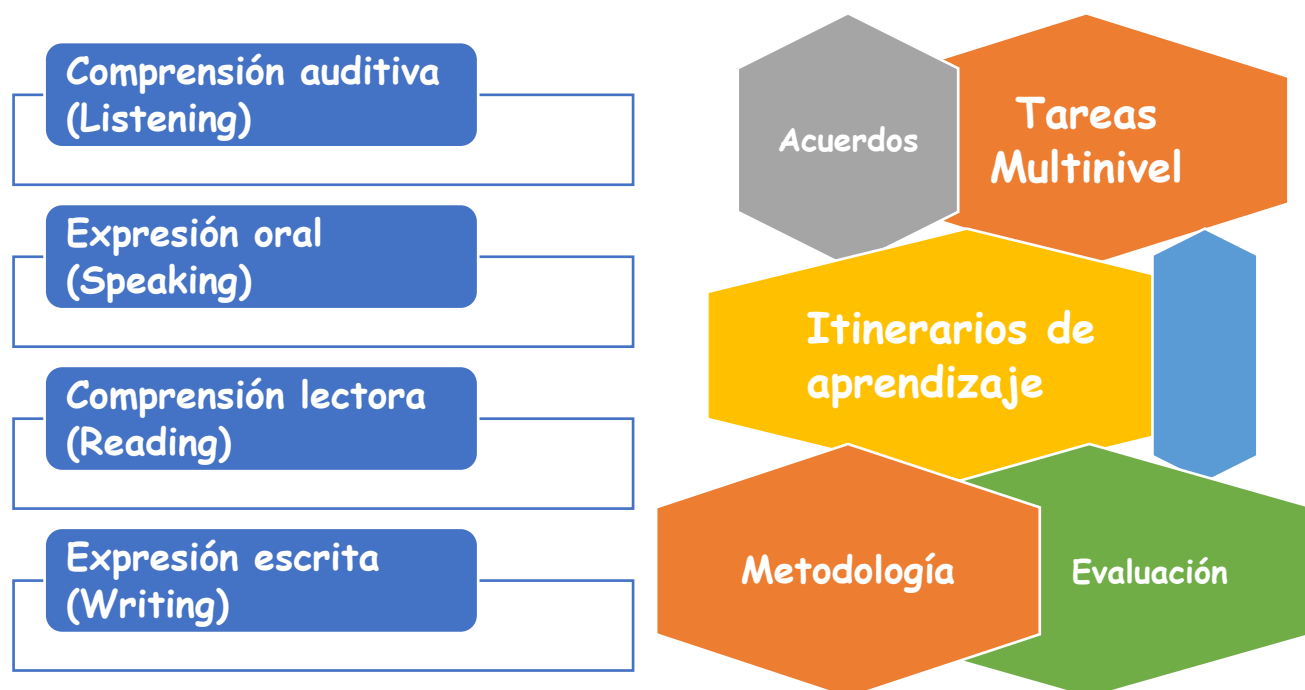 Comprensión auditiva
(Listening)
Expresión oral
(Speaking)
Comprensión lectora
(Reading)
Expresión escrita
(Writing)
Acuerdos
Tareas
Multinivel
Itinerarios de
aprendizaje
Metodología
Evaluación